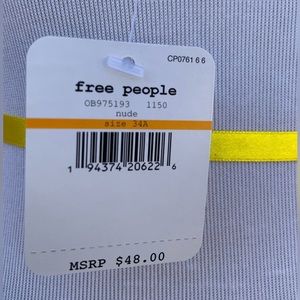 CP0761 6 6
free people
OB975193 1150
nude
size 34A
1 94374 20622 6
MSRP $48.00